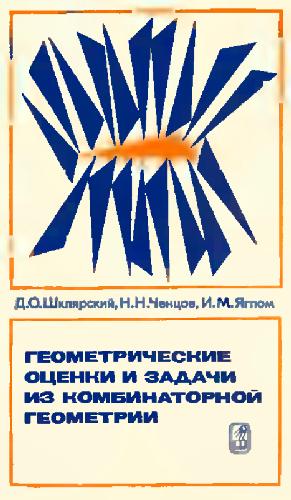 Д.О.Шклярский, Н.Н.Ченцов, И.М.Яглом
ГЕОМЕТРИЧЕСКИЕ
ОЦЕНКИ И ЗАДАЧИ
ИЗ КОМБИНАТОРНОЙ
ГЕОМЕТРИИ